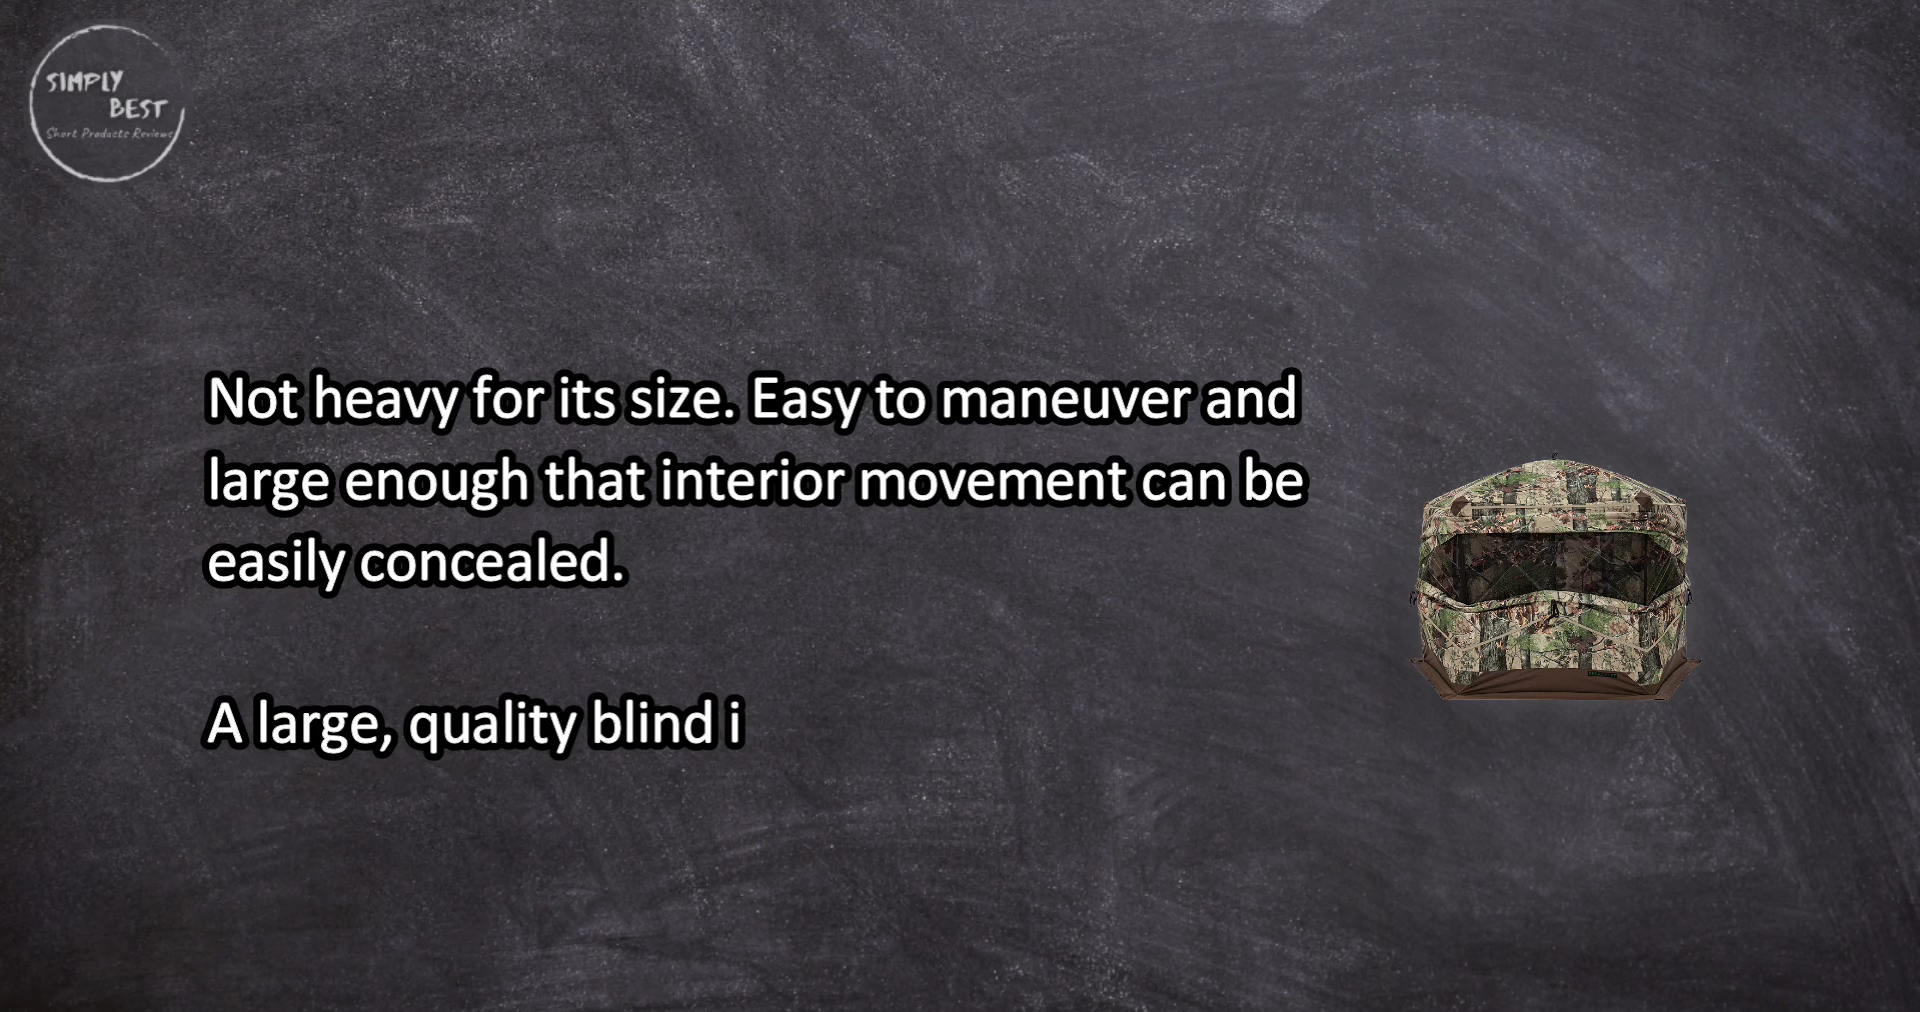 SIMPLY
BEST
Short Products Reviews
Not heavy for its size. Easy to maneuver and
large enough that interior movement can be
easily concealed.
A large, quality blind i